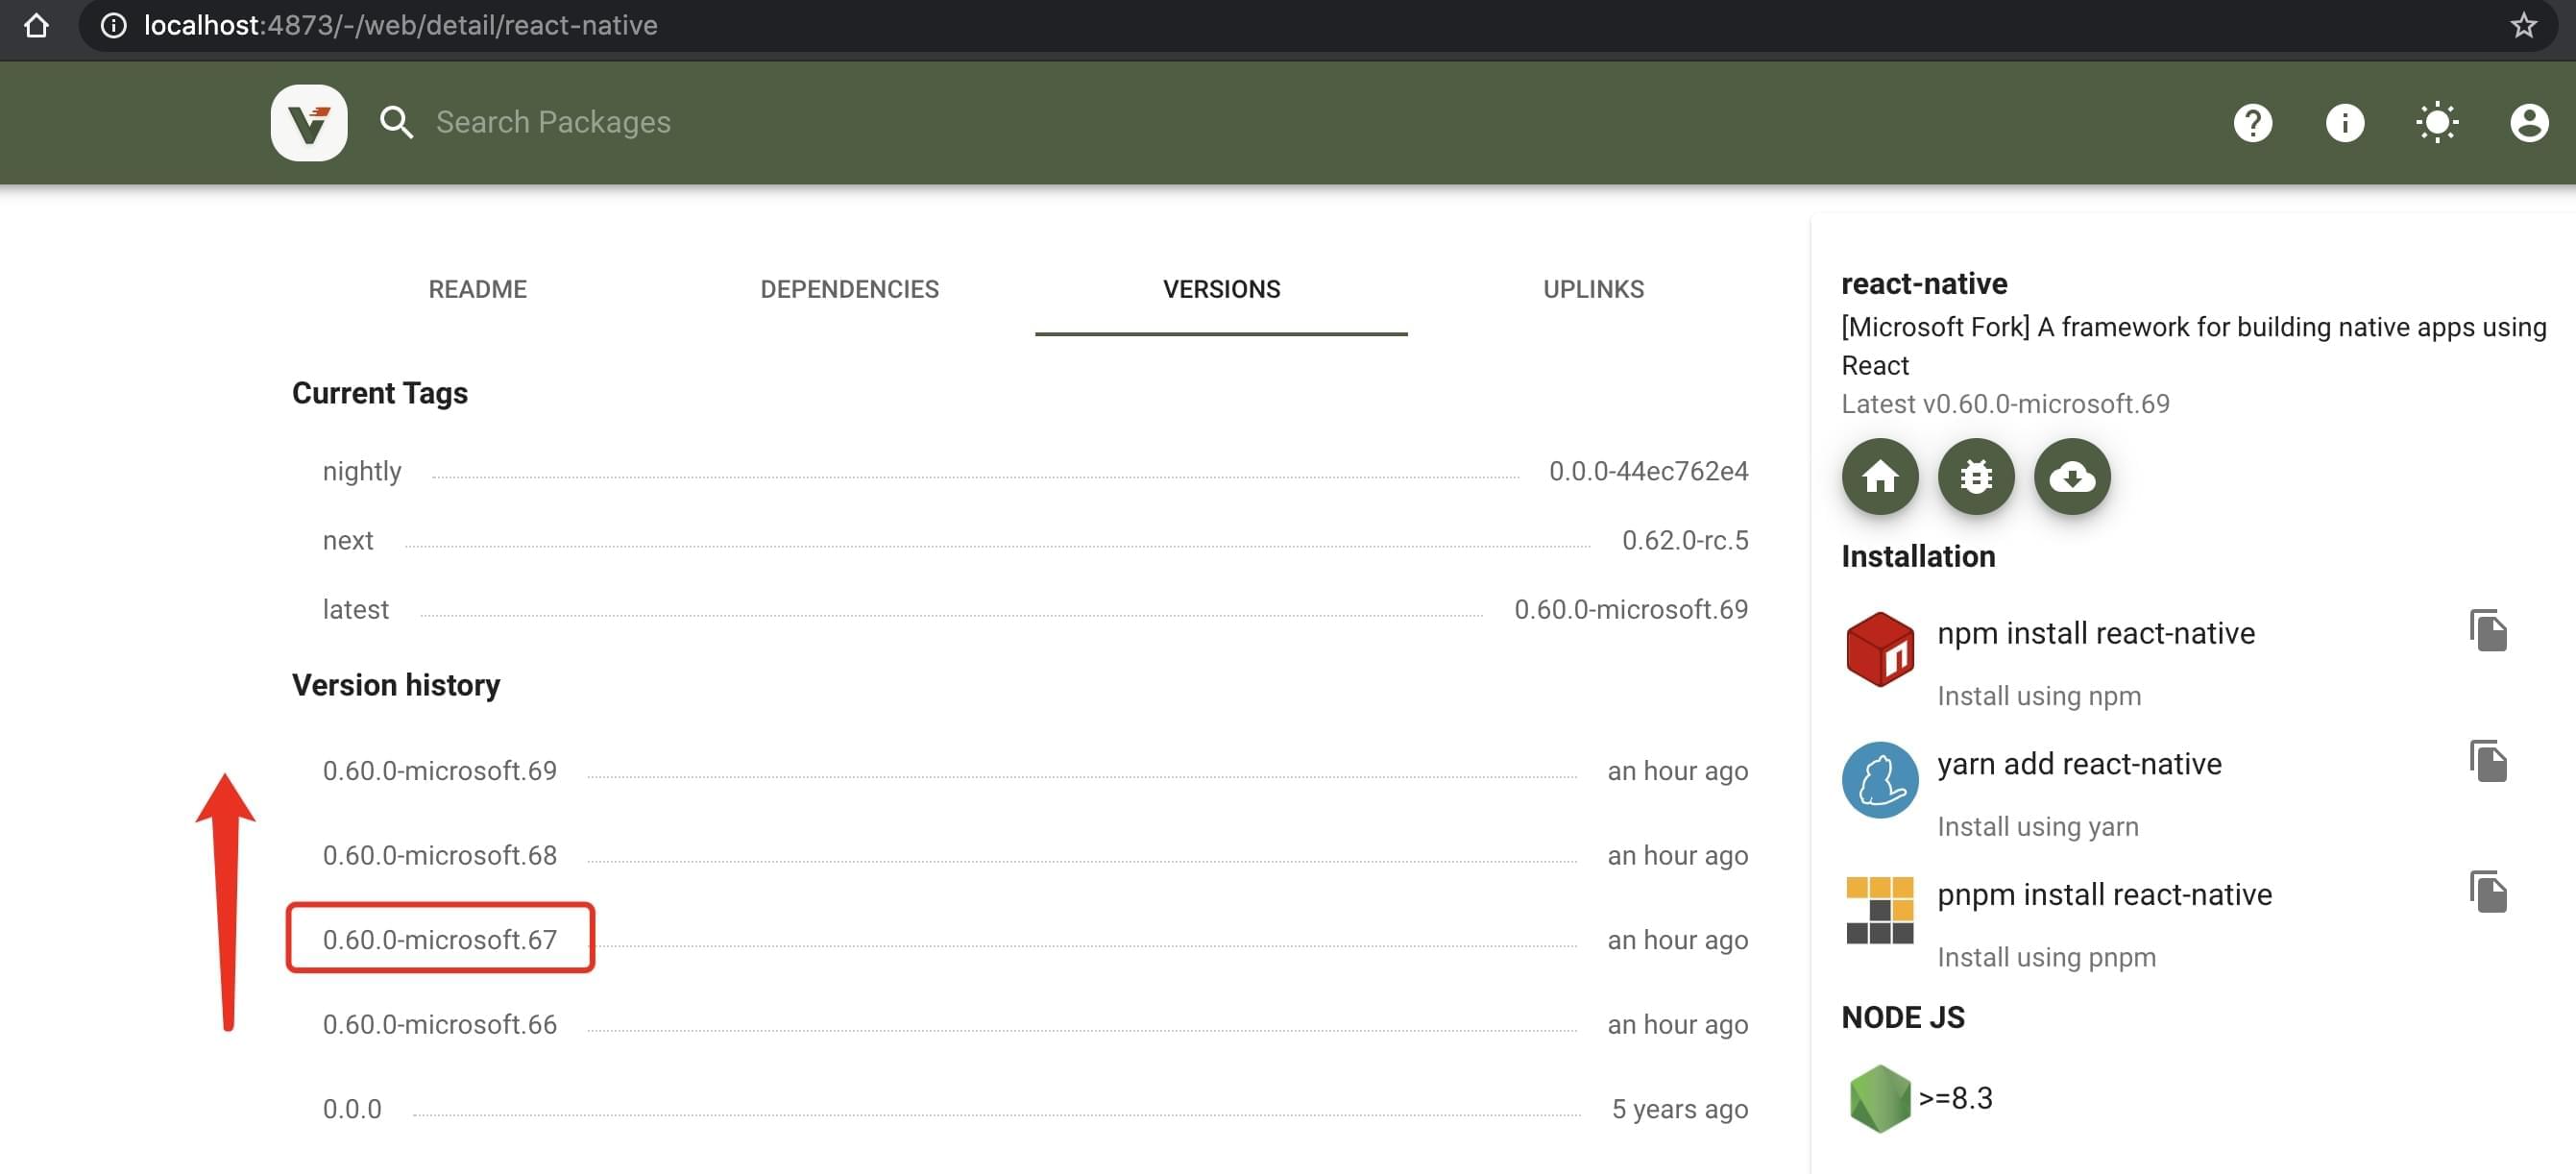 localhost:4873/-/web/detail/react-native
Search Packages
README DEPENDENCIES VERSIONS UPLINKS
Current Tags
nightly 0.0.0-44ec762e4
next 0.62.0-rc.5
latest 0.60.0-microsoft.69
Version history
0.60.0-microsoft.69 an hour ago
0.60.0-microsoft.68 an hour ago
0.60.0-microsoft.67 an hour ago
0.60.0-microsoft.66 an hour ago
0.0.0 5 years ago
react-native
[Microsoft Fork] A framework for building native apps using
React
Latest v0.60.0-microsoft.69
Installation
npm install react-native
Install using npm
yarn add react-native
Install using yarn
pnpm install react-native
Install using pnpm
NODE JS
>=8.3